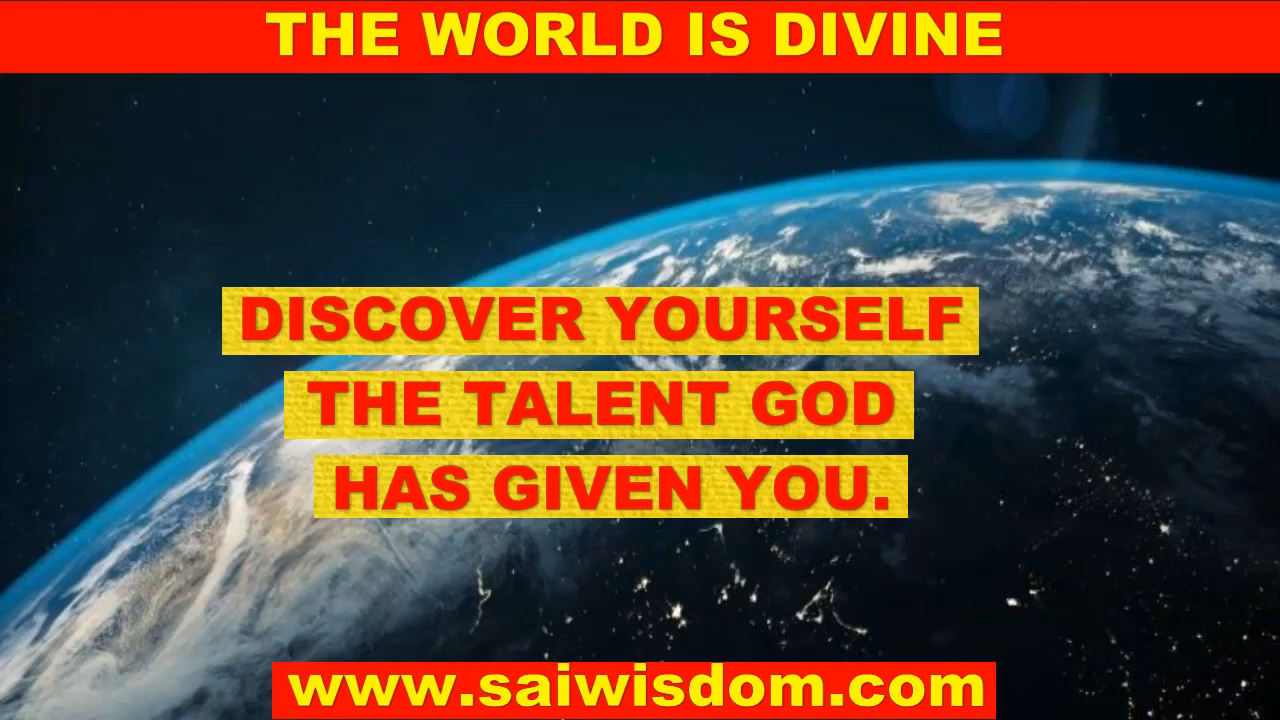 THE WORLD IS DIVINE
DISCOVER YOURSELF
THE TALENT GOD
HAS GIVEN YOU.
www.saiwisdom.com